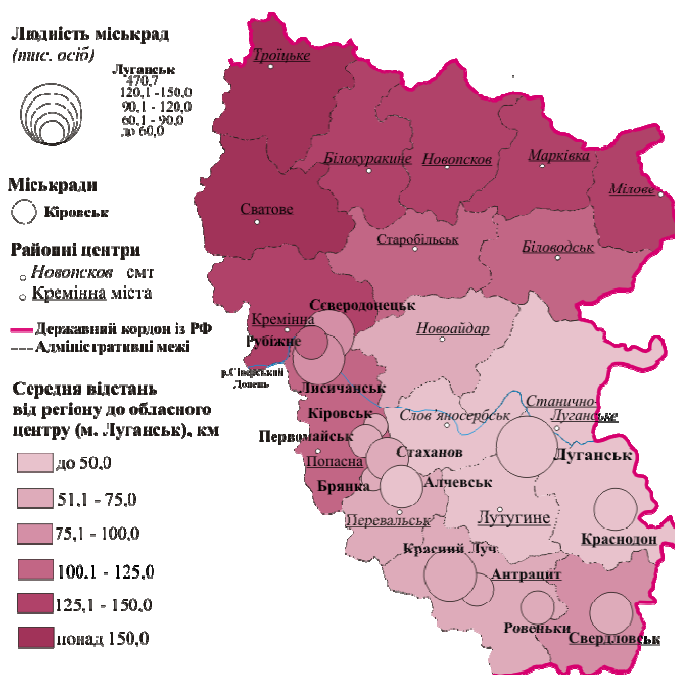 Людність міськрад
(тис. осіб)
Луганськ
470,7
120,1 -150,0
90,1 - 120,0
60,1 - 90,0
до 60,0
Міськради
Кіровськ
Районні центри
Новопсков смт
Кремінна міста
Державний кордон із РФ
Адміністративні межі
Середня відстань
від регіону до обласного
центру (м. Луганськ), км
до 50,0
51,1 - 75,0
75,1 - 100,0
100,1 - 125,0
125,1 - 150,0
понад 150,0
Троїцьке
Білокуракине
Новопсков
Марківка
Мілове
Сватове
Старобільськ
Біловодськ
Сєверодонецьк
Кремінна
Рубіжне
Новоайдар
р.Сіверський
Донець
Лисичанськ
Станично-
Луганське
Кіровськ
Слов яносербськ
Первомайськ
Стаханов
Луганськ
Попасна
Брянка
Алчевськ
Перевальськ
Лутугине
Краснодон
Красний Луч
Антрацит
Ровеньки
Свердловськ